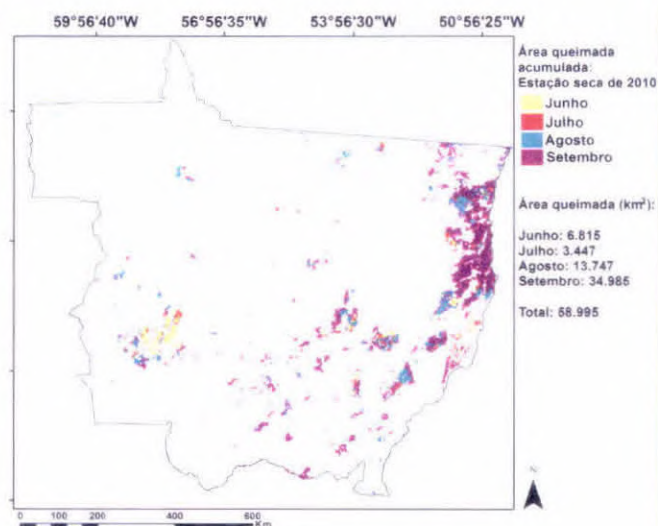 59°56'40"W 56°56'35"W 53°56'30"W 50°56'25"W
Área queimada
acumulada:
Estação seca de 2010
Junho
Julho
Agosto
Setembro
Área queimada (km²):
Junho: 6.815
Julho: 3.447
Agosto: 13.747
Setembro: 34.985
Total: 58.995
N
0 100 200 400 600
Km